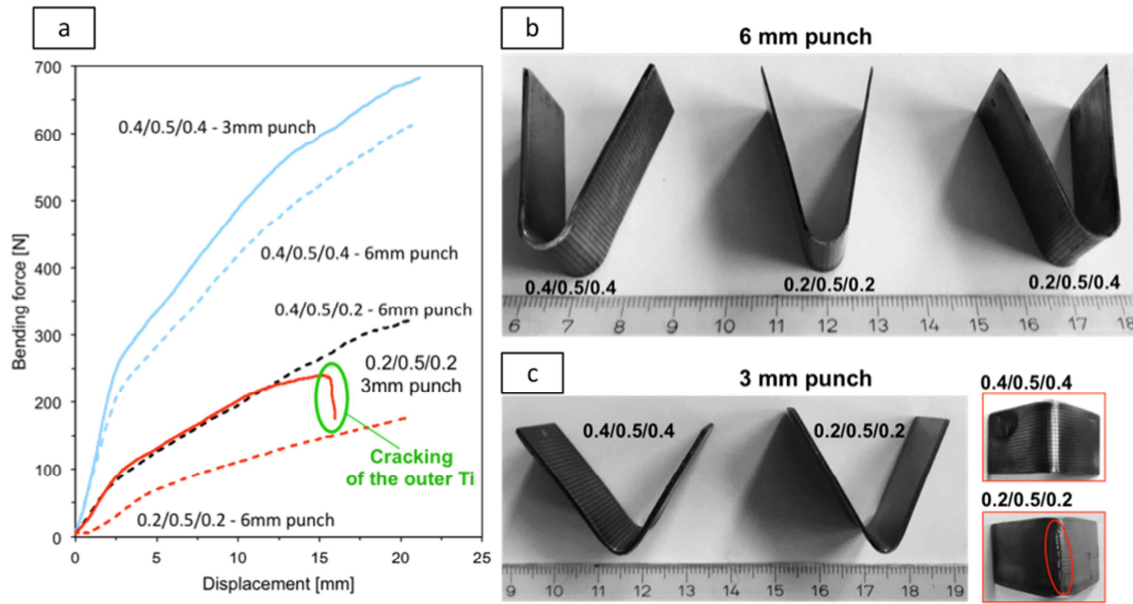 a
700
600
500
400
300
200
100
0
Bending force [N]
0.4/0.5/0.4 - 3mm punch
0.4/0.5/0.4 - 6mm punch
0.4/0.5/0.2 - 6mm punch
0.2/0.5/0.2
3mm punch
Cracking
of the outer Ti
0.2/0.5/0.2 - 6mm punch
0 2.5 5 10 15 20 25
Displacement [mm]
b
6 mm punch
0.4/0.5/0.4 0.2/0.5/0.2 0.2/0.5/0.4
6 7 8 9 10 11 12 13 14 15 16 17 18
c
3 mm punch
0.4/0.5/0.4 0.2/0.5/0.2
9 10 11 12 13 14 15 16 17 18 19
0.4/0.5/0.4
0.2/0.5/0.2